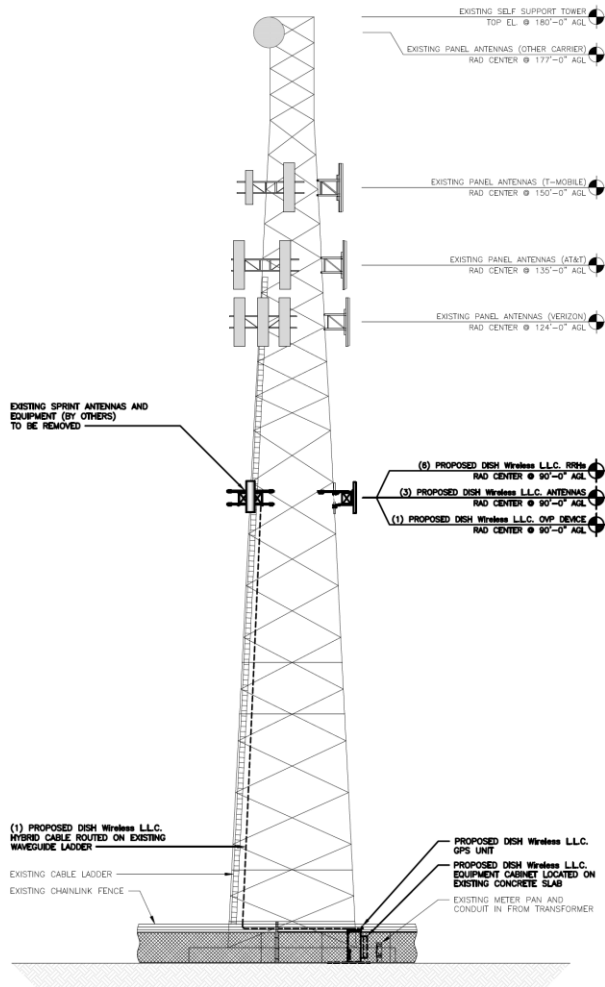 EXISTING SELF SUPPORT TOWER
TOP EL. @ 180'-0" AGL
EXISTING PANEL ANTENNAS (OTHER CARRIER)
RAD CENTER @ 177'-0" AGL
EXISTING PANEL ANTENNAS (T-MOBILE)
RAD CENTER @ 150'-0" AGL
EXISTING PANEL ANTENNAS (AT&T)
RAD CENTER @ 135'-0" AGL
EXISTING PANEL ANTENNAS (VERIZON)
RAD CENTER @ 124'-0" AGL
EXISTING SPRINT ANTENNAS AND
EQUIPMENT (BY OTHERS)
TO BE REMOVED
(6) PROPOSED DISH Wireless L.L.C. RRHs
RAD CENTER @ 90'-0" AGL
(3) PROPOSED DISH Wireless L.L.C. ANTENNAS
RAD CENTER @ 90'-0" AGL
(1) PROPOSED DISH Wireless L.L.C. OVP DEVICE
RAD CENTER @ 90'-0" AGL
(1) PROPOSED DISH Wireless L.L.C.
HYBRID CABLE ROUTED ON EXISTING
WAVEGUIDE LADDER
EXISTING CABLE LADDER
EXISTING CHAINLINK FENCE
PROPOSED DISH Wireless L.L.C.
GPS UNIT
PROPOSED DISH Wireless L.L.C.
EQUIPMENT CABINET LOCATED ON
EXISTING CONCRETE SLAB
EXISTING METER PAN AND
CONDUIT IN FROM TRANSFORMER